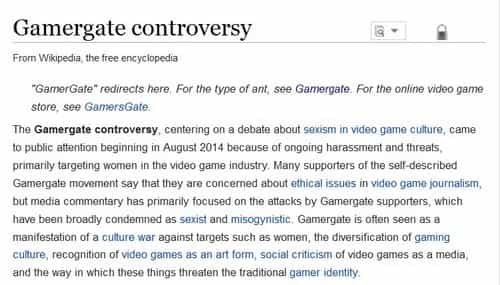 Gamergate controversy
From Wikipedia, the free encyclopedia
"GamerGate" redirects here. For the type of ant, see Gamergate. For the online video game
store, see GamersGate.
The Gamergate controversy, centering on a debate about sexism in video game culture, came
to public attention beginning in August 2014 because of ongoing harassment and threats,
primarily targeting women in the video game industry. Many supporters of the self-described
Gamergate movement say that they are concerned about ethical issues in video game journalism,
but media commentary has primarily focused on the attacks by Gamergate supporters, which
have been broadly condemned as sexist and misogynistic. Gamergate is often seen as a
manifestation of a culture war against targets such as women, the diversification of gaming
culture, recognition of video games as an art form, social criticism of video games as a media,
and the way in which these things threaten the traditional gamer identity.